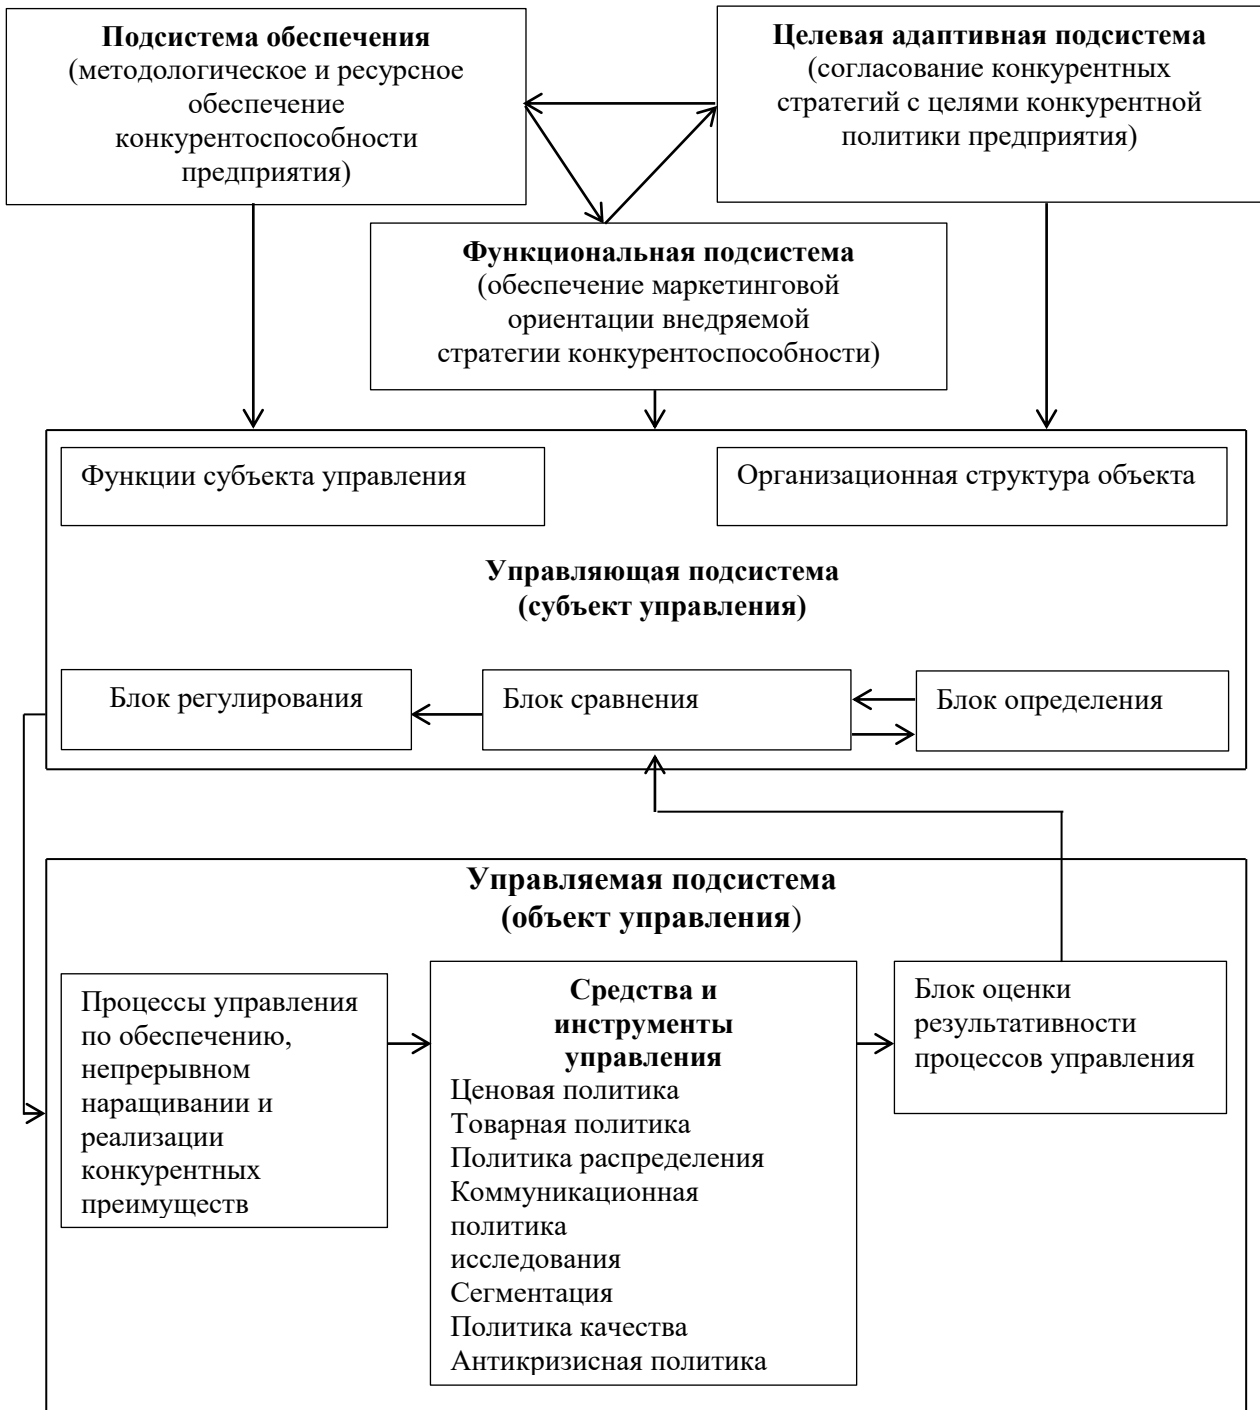 Подсистема обеспечения
(методологическое и ресурсное
обеспечение
конкурентоспособности
предприятия)
Целевая адаптивная подсистема
(согласование конкурентных
стратегий с целями конкурентной
политики предприятия)
Функциональная подсистема
(обеспечение маркетинговой
ориентации внедряемой
стратегии конкурентоспособности)
Функции субъекта управления
Организационная структура объекта
Управляющая подсистема
(субъект управления)
Блок регулирования
Блок сравнения
Блок определения
Управляемая подсистема
(объект управления)
Процессы управления
по обеспечению,
непрерывном
наращивании и
реализации
конкурентных
преимуществ
Средства и
инструменты
управления
Ценовая политика
Товарная политика
Политика распределения
Коммуникационная
политика
исследования
Сегментация
Политика качества
Антикризисная политика
Блок оценки
результативности
процессов управления